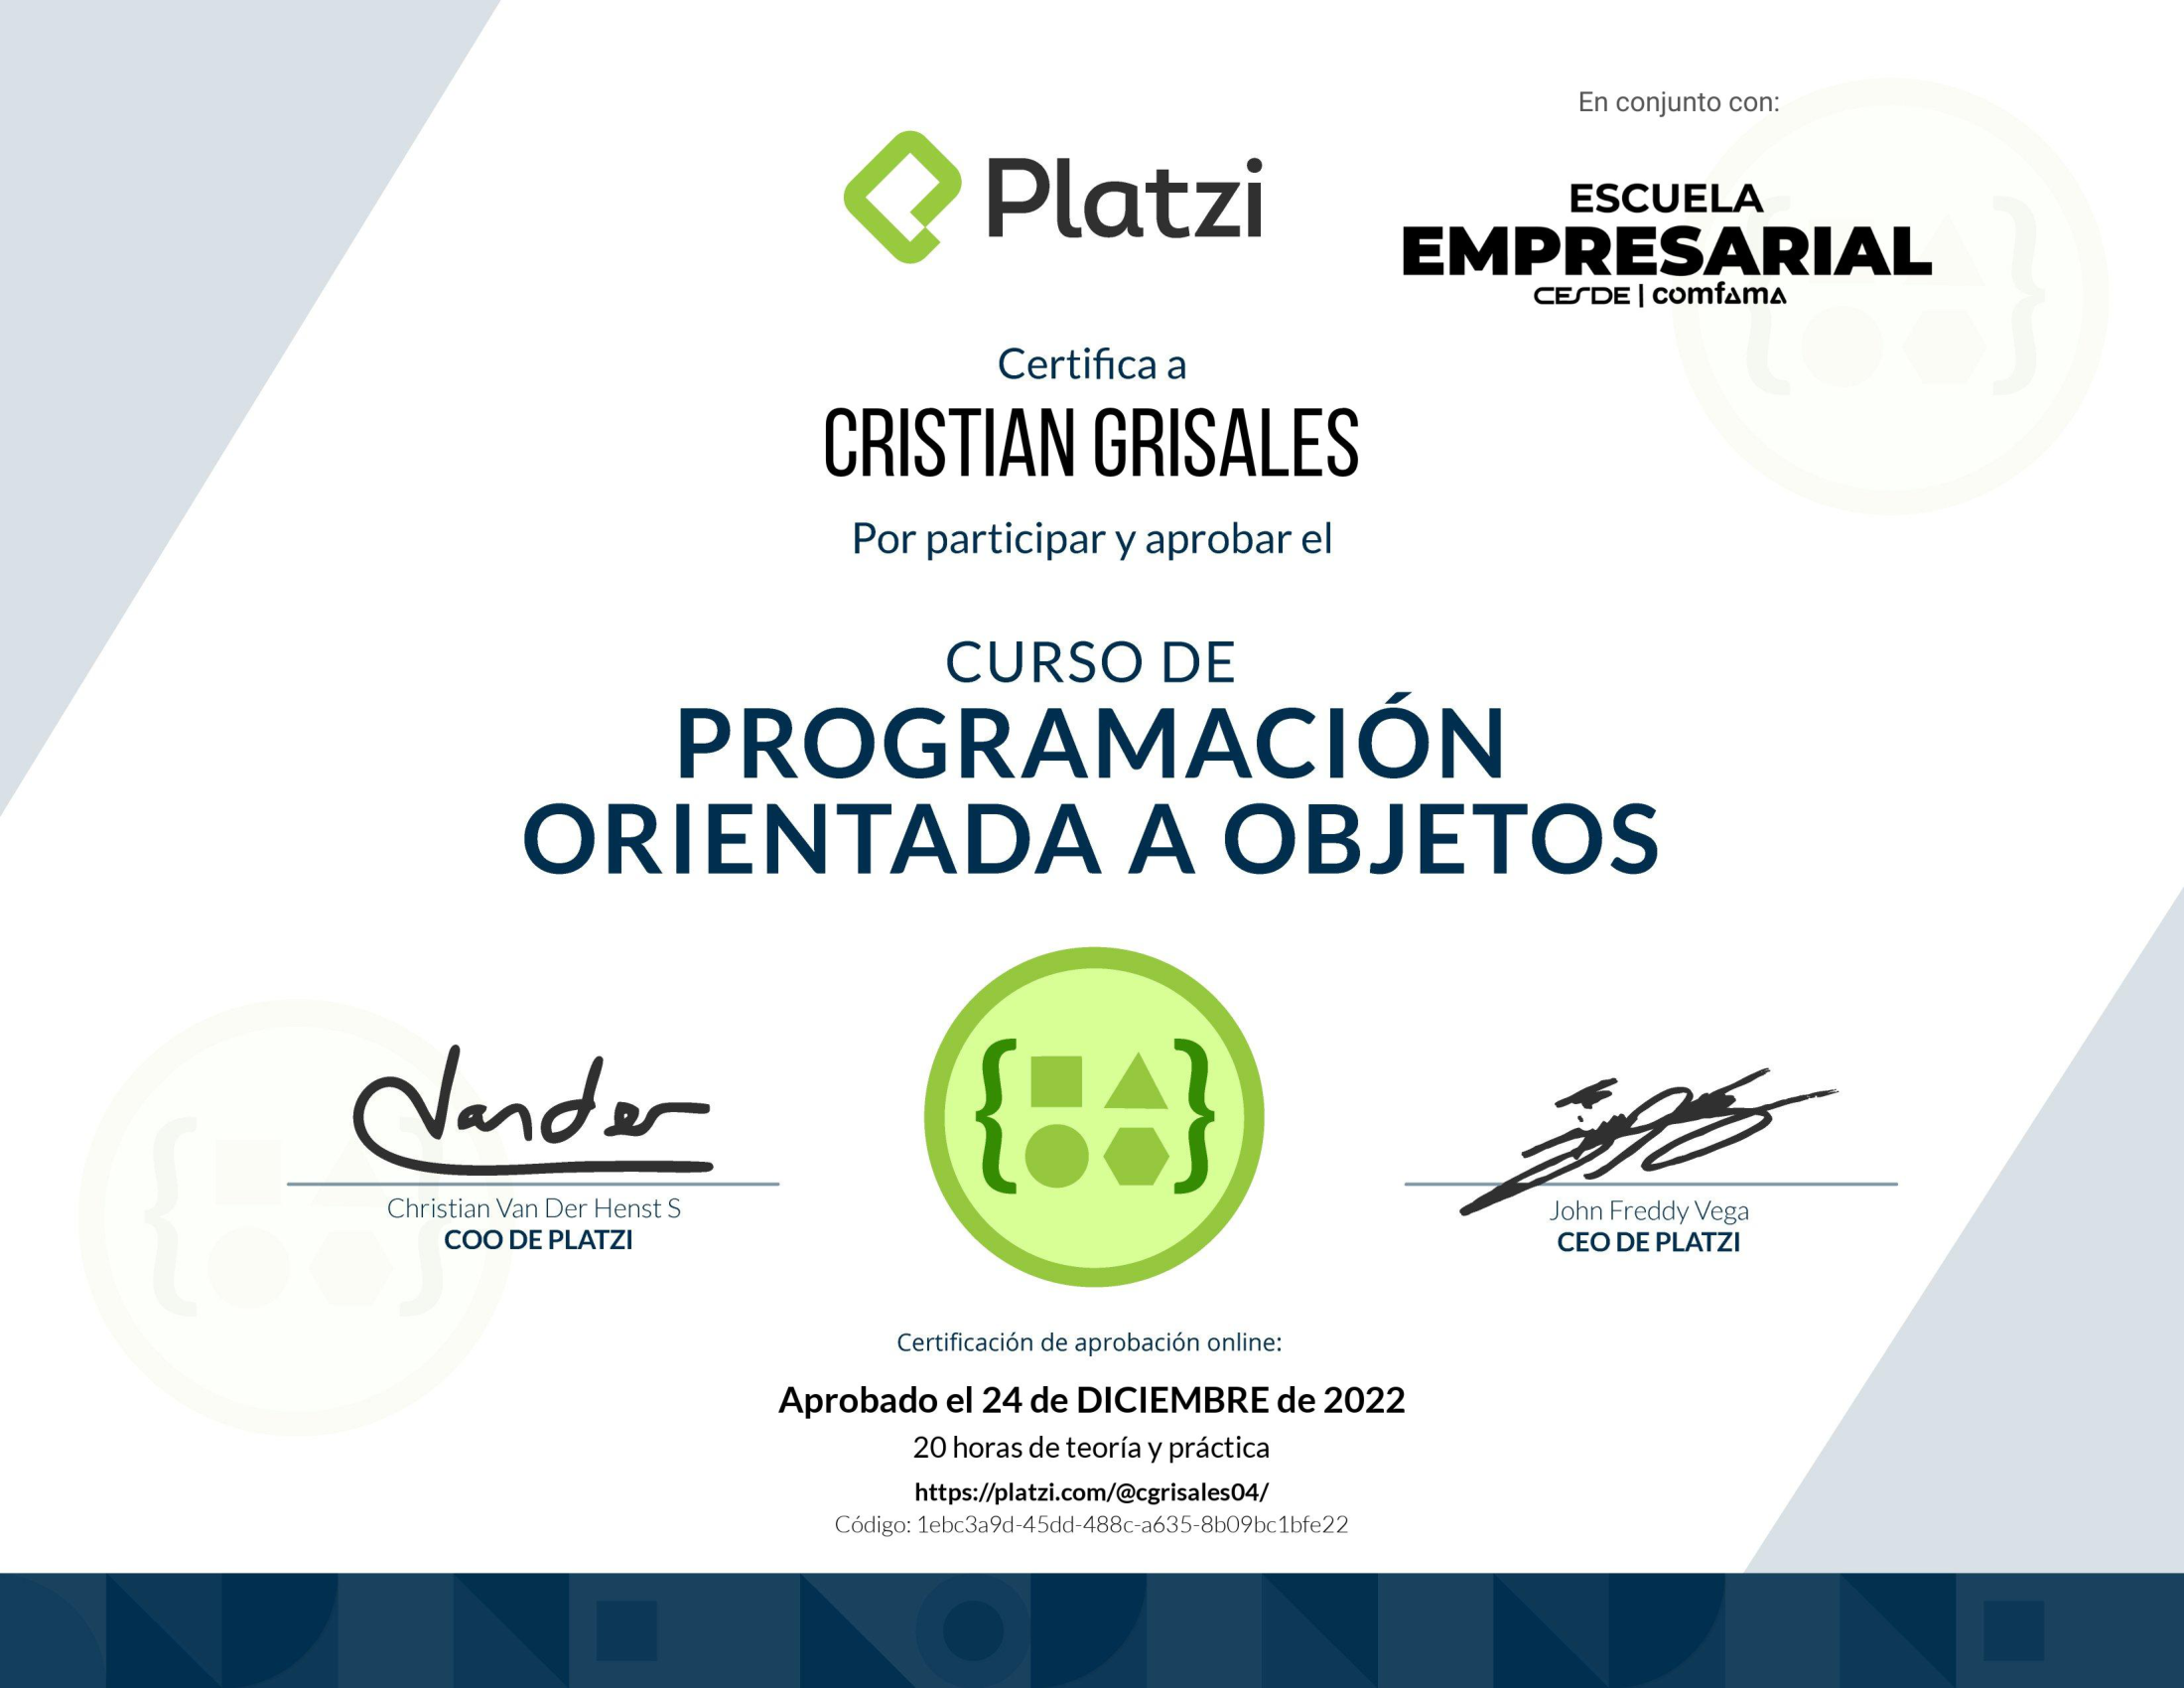 En conjunto con:
Platzi
ESCUELA
EMPRESARIAL
CESDE | comfama
Certifica a
CRISTIAN GRISALES
Por participar y aprobar el
CURSO DE
PROGRAMACIÓN
ORIENTADA A OBJETOS
Vander
Christian Van Der Henst S
COO DE PLATZI
John Freddy Vega
CEO DE PLATZI
Certificación de aprobación online:
Aprobado el 24 de DICIEMBRE de 2022
20 horas de teoría y práctica
https://platzi.com/@cgrisales04/
Código: 1ebc3a9d-45dd-488c-a635-8b09bc1bfe22